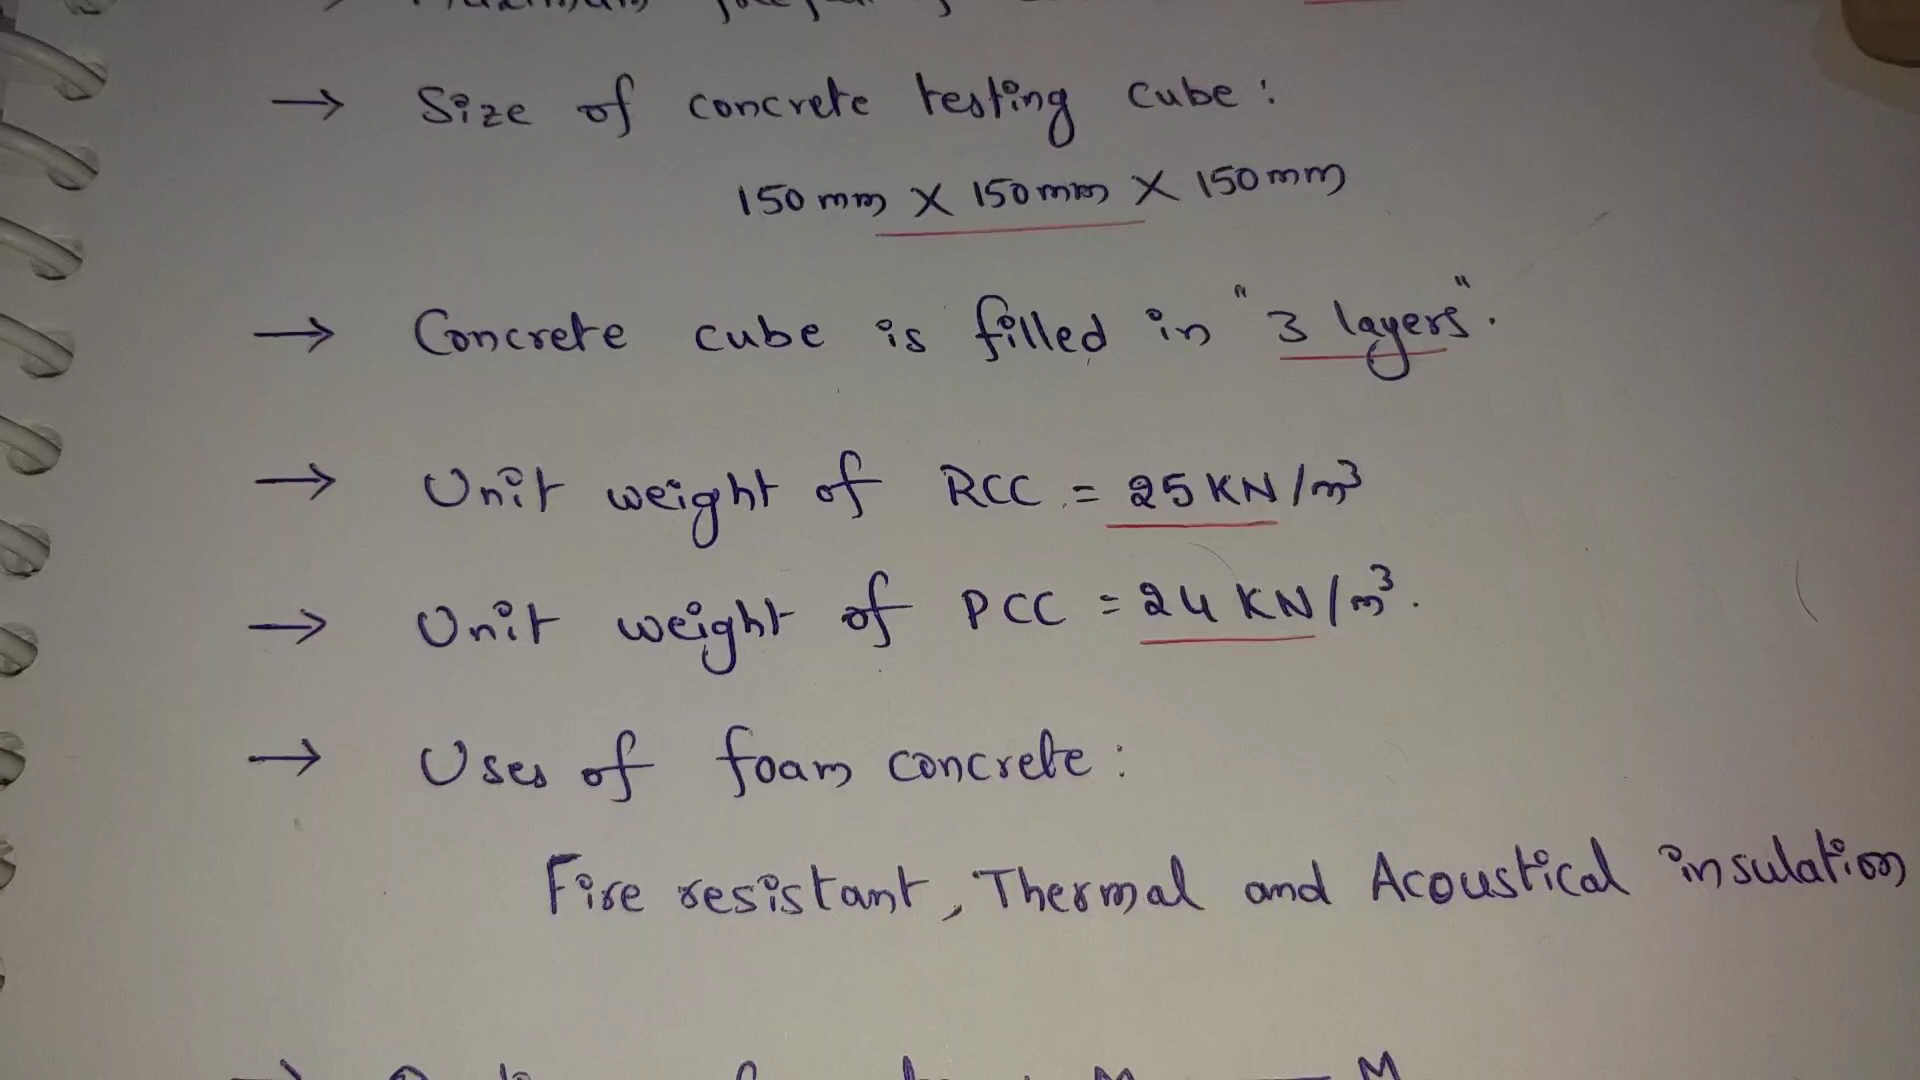 → Size of concrete testing cube :
150 mm X 150 mm X 150 mm
→ Concrete cube is filled in "3 layers".
→ Unit weight of RCC = 25 KN/m³
→ Unit weight of PCC = 24 KN/m³.
→ Uses of foam concrete :
Fire resistant, Thermal and Acoustical insulation